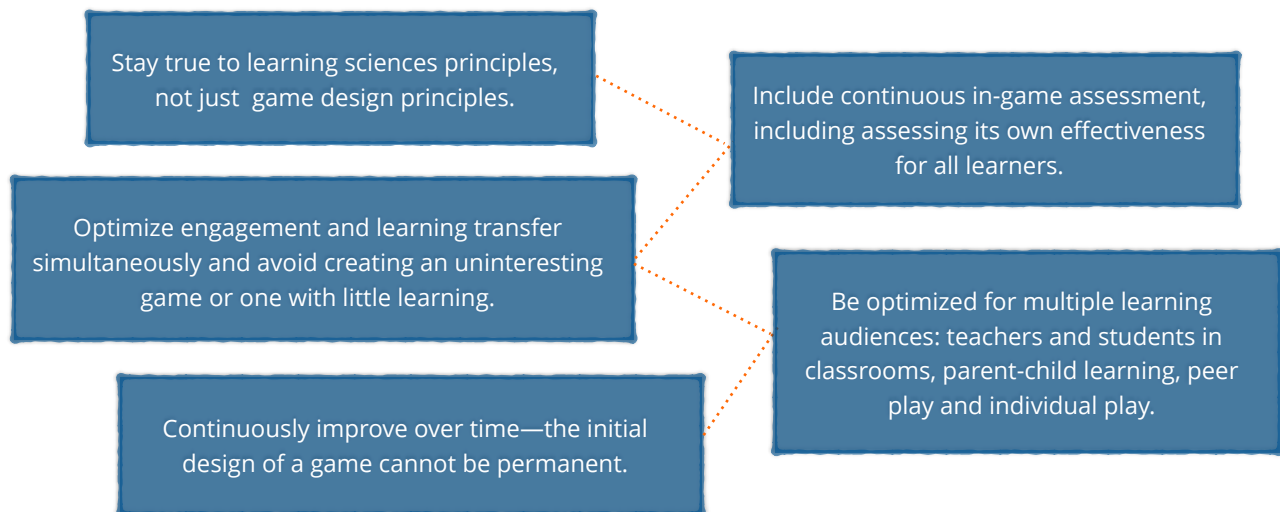 Stay true to learning sciences principles,
not just  game design principles.
Include continuous in-game assessment,
including assessing its own effectiveness
for all learners.
Optimize engagement and learning transfer
simultaneously and avoid creating an uninteresting
game or one with little learning.
Be optimized for multiple learning
audiences: teachers and students in
classrooms, parent-child learning, peer
play and individual play.
Continuously improve over time—the initial
design of a game cannot be permanent.